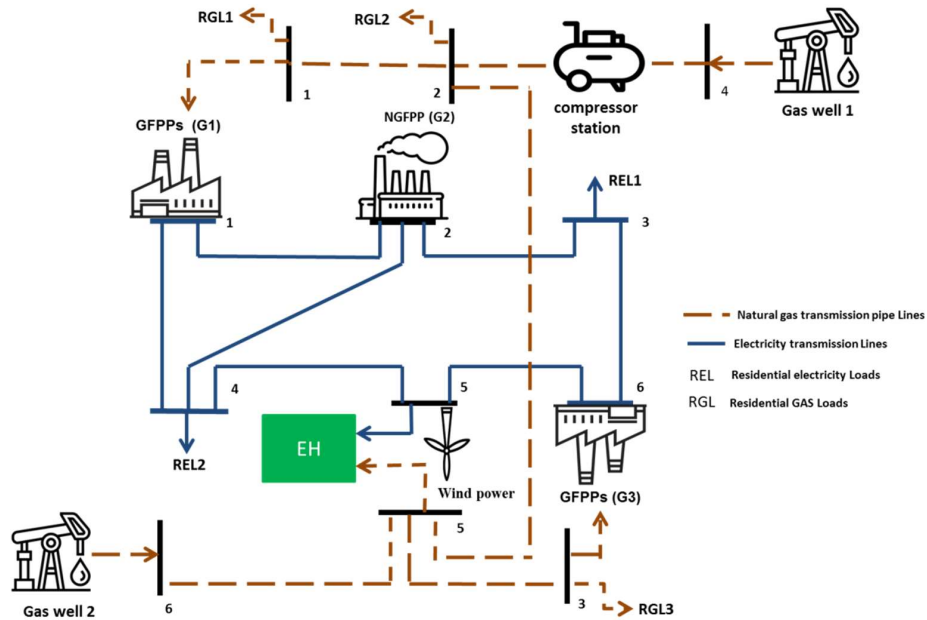 RGL1
RGL2
1
2
compressor
station
4
Gas well 1
GFPPs (G1)
NGFPP (G2)
REL1
1
2
3
Natural gas transmission pipe Lines
Electricity transmission Lines
REL Residential electricity Loads
RGL Residential GAS Loads
4
5
6
EH
REL2
Wind power
GFPPs (G3)
5
Gas well 2
6
3
RGL3